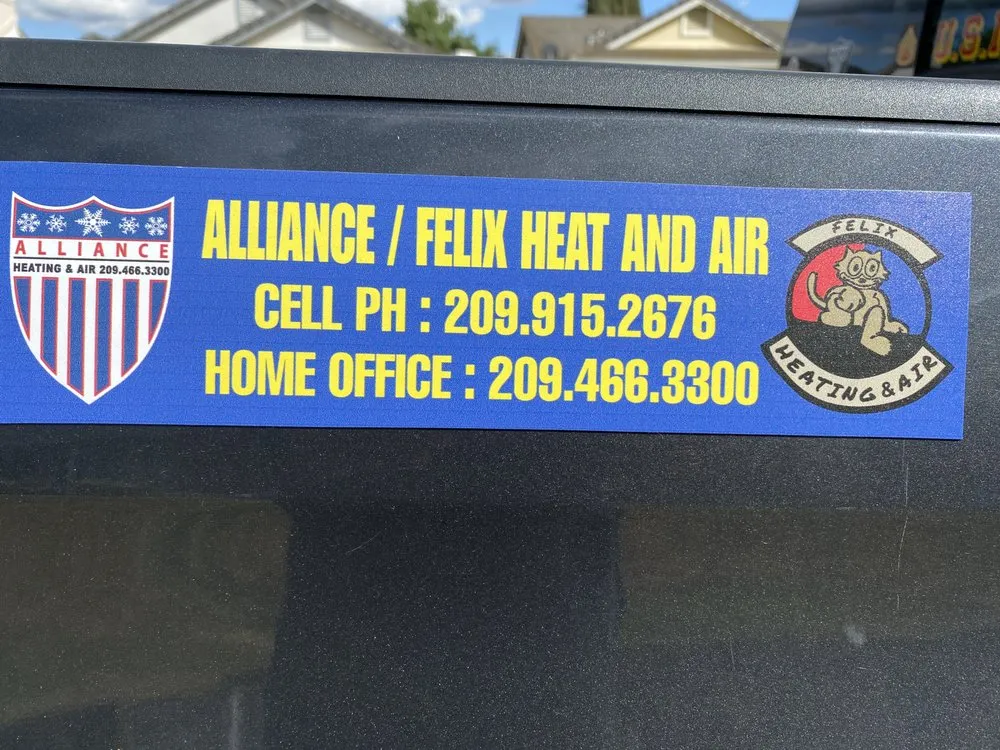 U.S.
ALLIANCE
HEATING & AIR 209.466.3300
ALLIANCE / FELIX HEAT AND AIR
CELL PH : 209.915.2676
HOME OFFICE : 209.466.3300
FELIX
HEATING & AIR